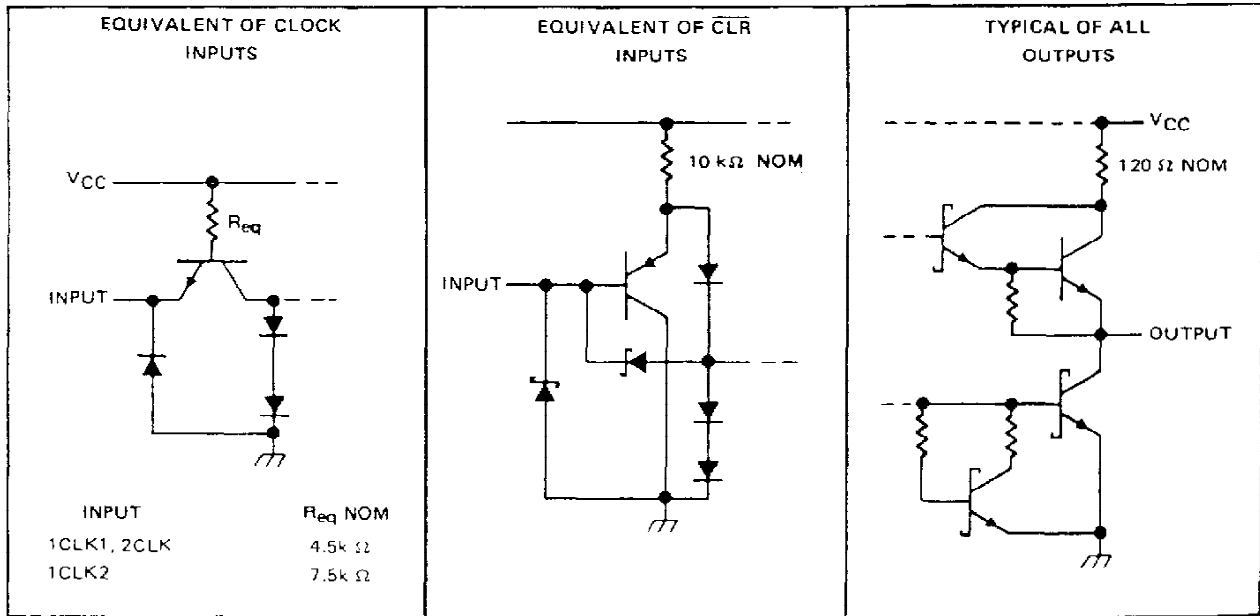 EQUIVALENT OF CLOCK
INPUTS
VCC
Req
INPUT
INPUT Req NOM
1CLK1, 2CLK 4.5k Ω
1CLK2 7.5k Ω
EQUIVALENT OF C̅L̅R̅
INPUTS
10 kΩ NOM
INPUT
TYPICAL OF ALL
OUTPUTS
VCC
120 Ω NOM
OUTPUT